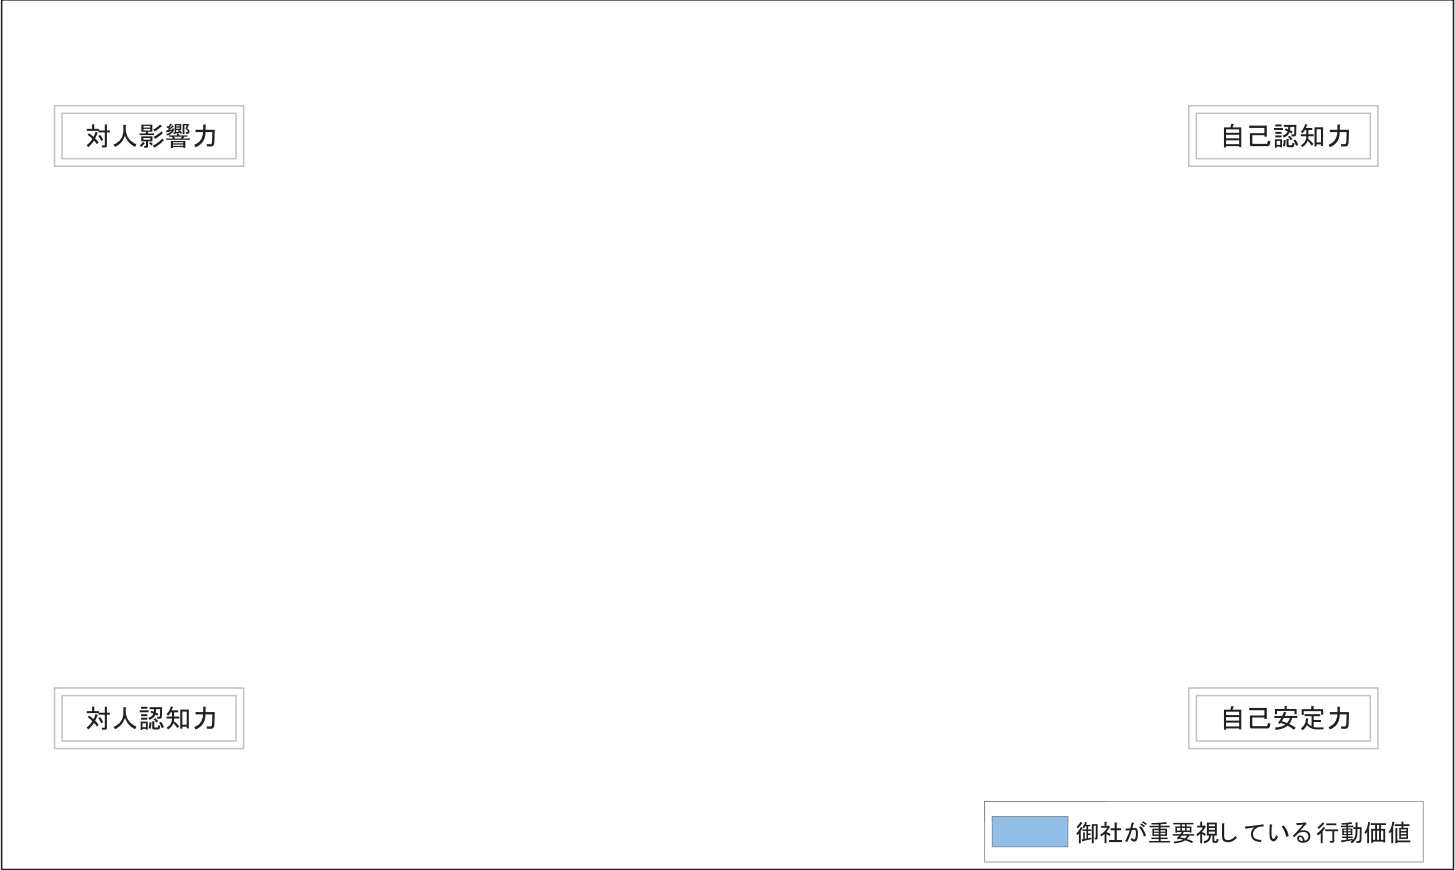 対人影響力
自己認知力
対人認知力
自己安定力
御社が重要視している行動価値